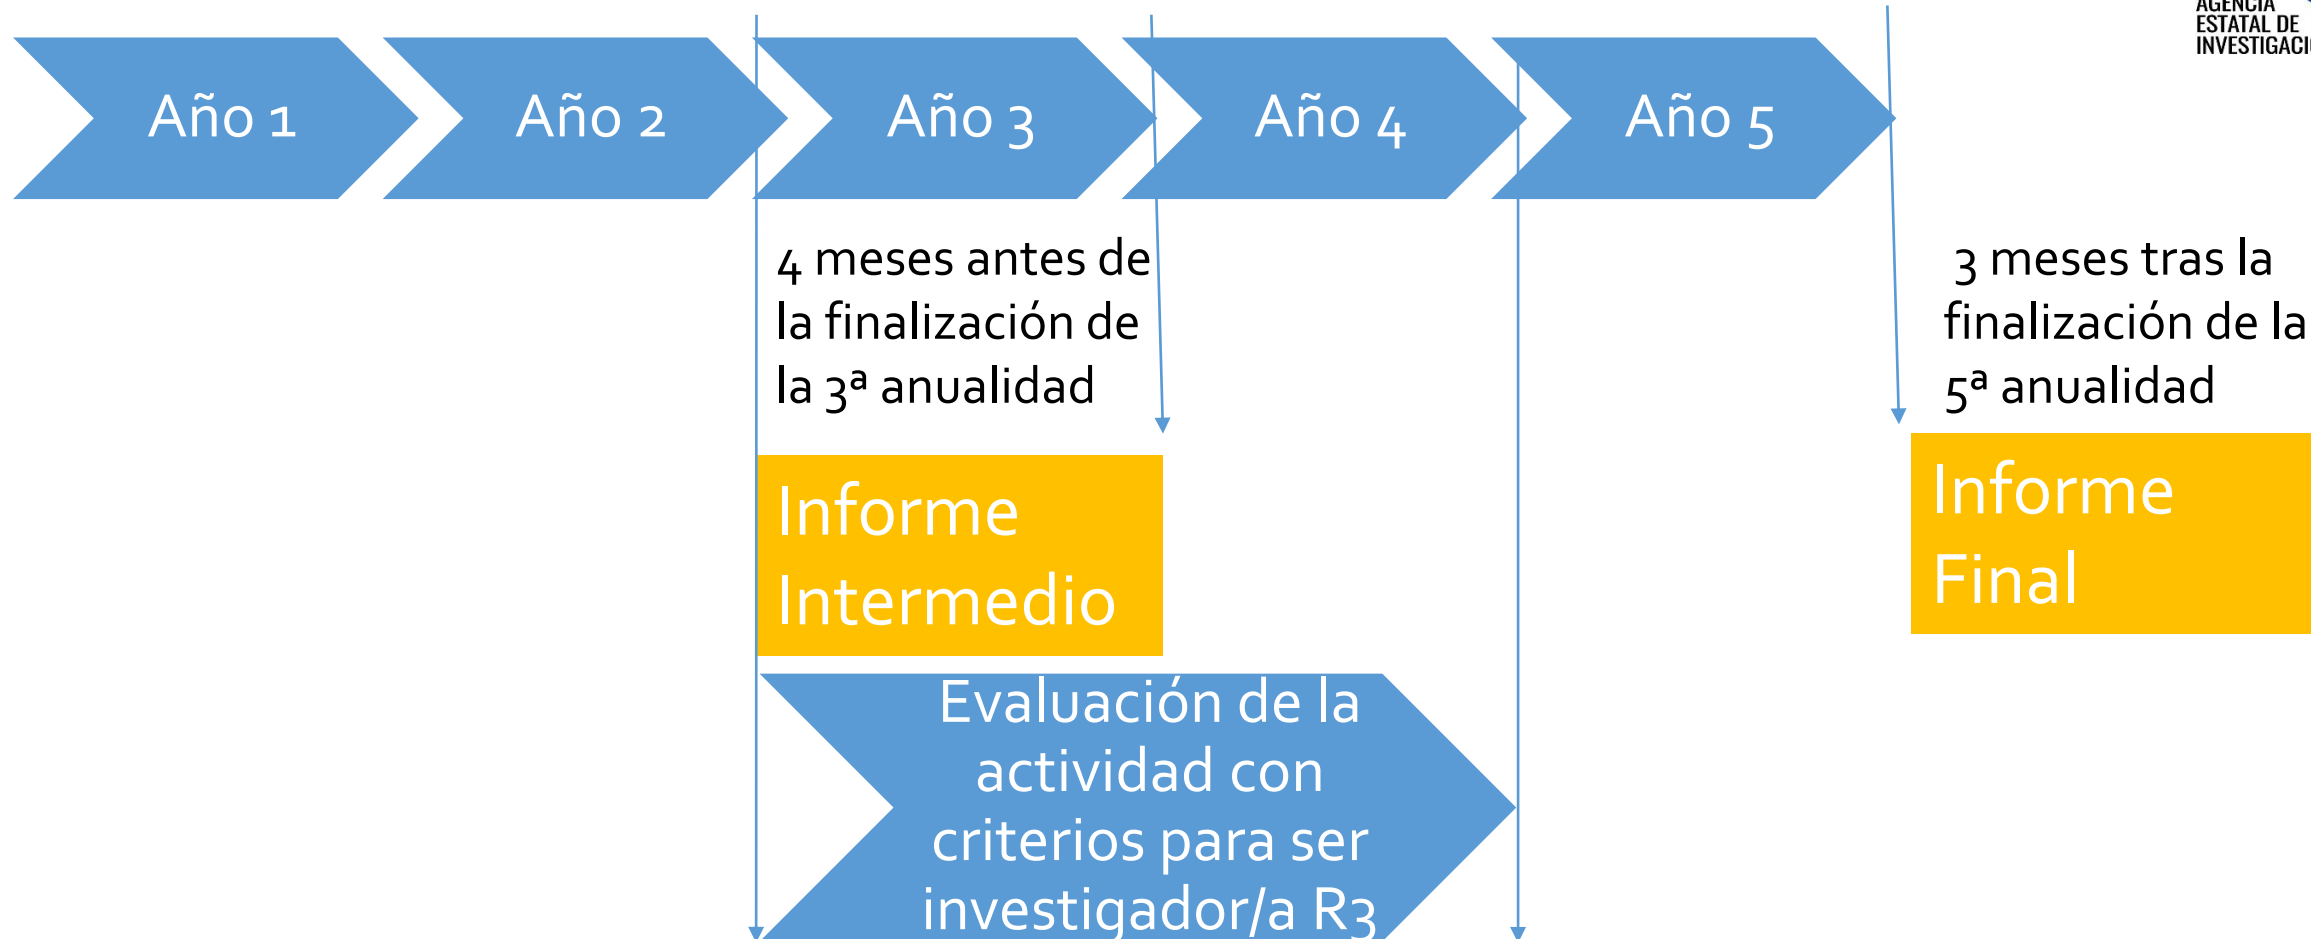 AGENCIA
ESTATAL DE
Año 1
Año 2
Año 3
Año 4
Año 5
4 meses antes de
la finalización de
la 3ª anualidad
3 meses tras la
finalización de la
5ª anualidad
Informe
Intermedio
Informe
Final
Evaluación de la
actividad con
criterios para ser
investigador/a R3